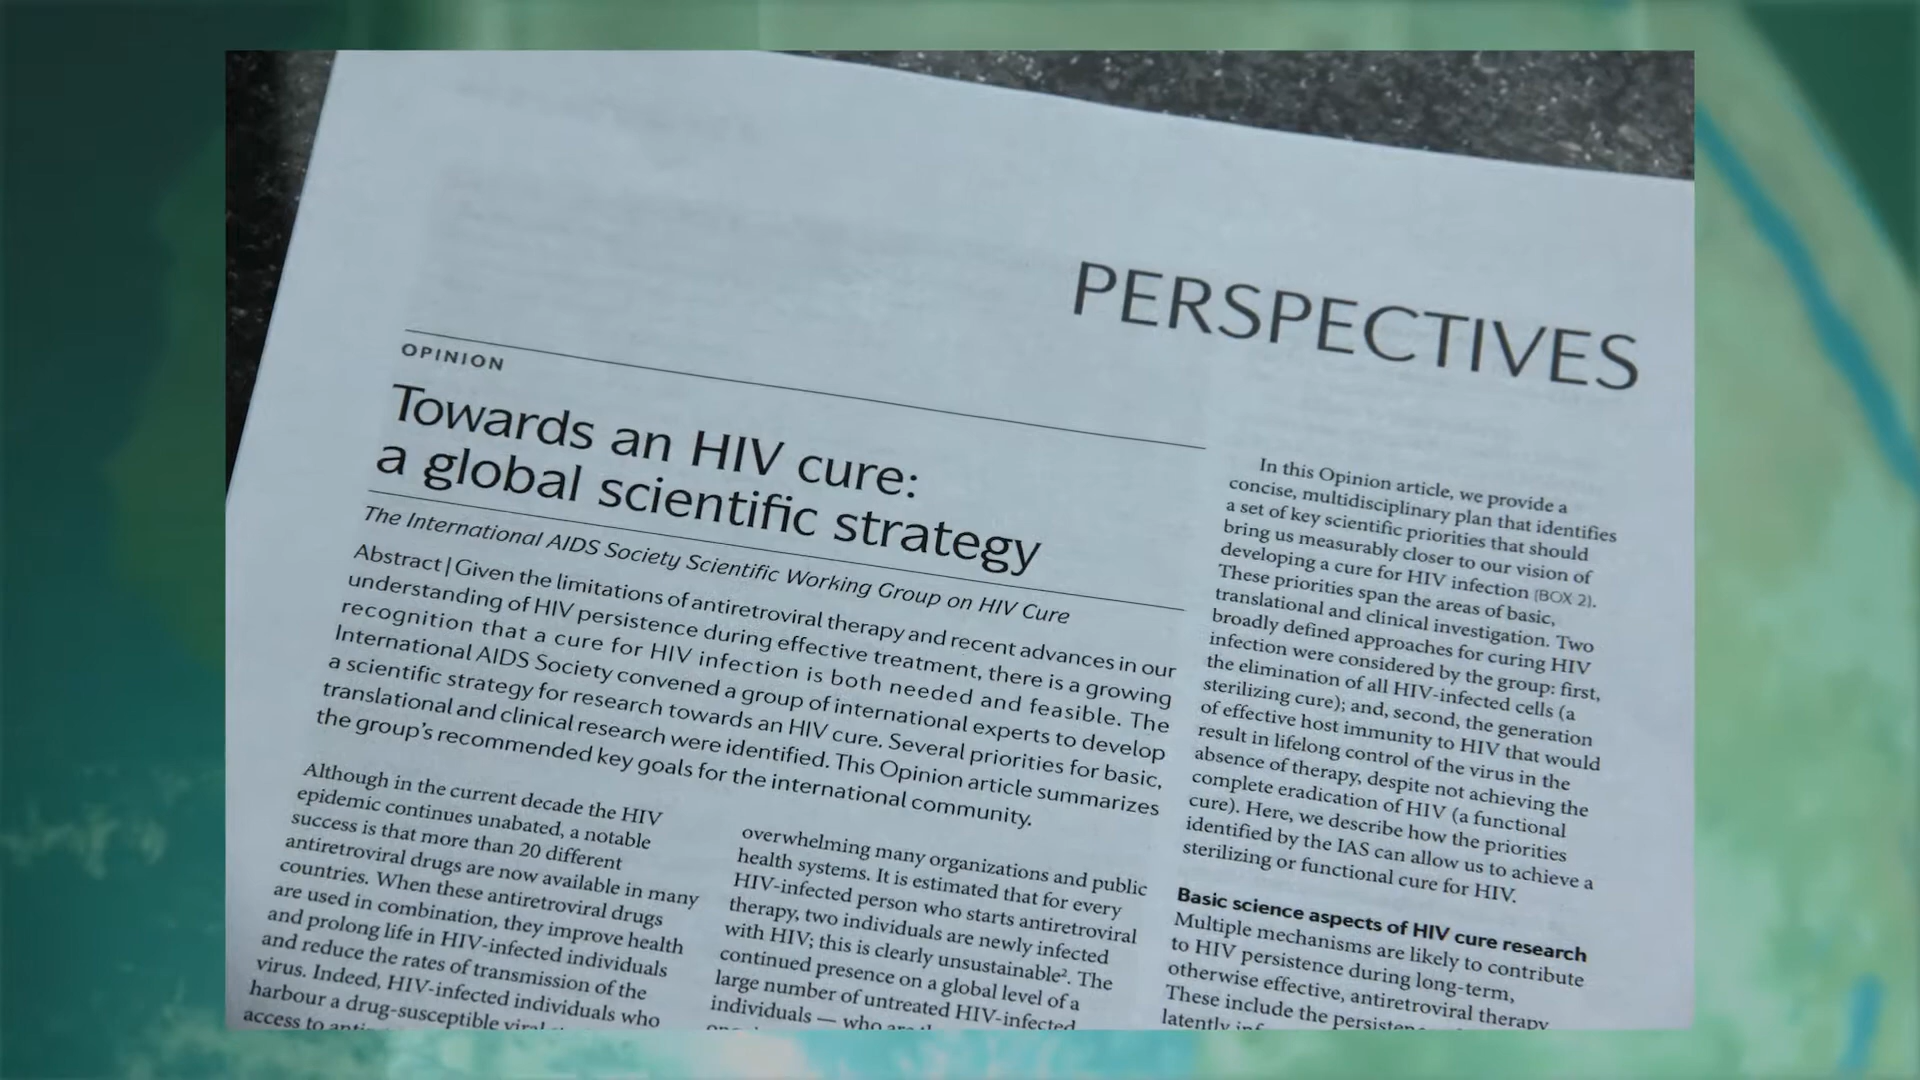 PERSPECTIVES
OPINION
Towards an HIV cure:
a global scientific strategy
The International AIDS Society Scientific Working Group on HIV Cure
Abstract | Given the limitations of antiretroviral therapy and recent advances in our
understanding of HIV persistence during effective treatment, there is a growing
recognition that a cure for HIV infection is both needed and feasible. The
International AIDS Society convened a group of international experts to develop
a scientific strategy for research towards an HIV cure. Several priorities for basic,
translational and clinical research were identified. This Opinion article summarizes
the group's recommended key goals for the international community.
Although in the current decade the HIV
epidemic continues unabated, a notable
success is that more than 20 different
antiretroviral drugs are now available in many
countries. When these antiretroviral drugs
are used in combination, they improve health
and prolong life in HIV-infected individuals
and reduce the rates of transmission of the
virus. Indeed, HIV-infected individuals who
harbour a drug-susceptible
access to
overwhelming many organizations and public
health systems. It is estimated that for every
HIV-infected person who starts antiretroviral
therapy, two individuals are newly infected
with HIV; this is clearly unsustainable². The
continued presence on a global level of a
large number of untreated HIV-infected
individuals — who
In this Opinion article, we provide a
concise, multidisciplinary plan that identifies
a set of key scientific priorities that should
bring us measurably closer to our vision of
developing a cure for HIV infection (BOX 2).
These priorities span the areas of basic,
translational and clinical investigation. Two
broadly defined approaches for curing HIV
infection were considered by the group: first,
the elimination of all HIV-infected cells (a
sterilizing cure); and, second, the generation
of effective host immunity to HIV that would
result in lifelong control of the virus in the
absence of therapy, despite not achieving the
complete eradication of HIV (a functional
cure). Here, we describe how the priorities
identified by the IAS can allow us to achieve a
sterilizing or functional cure for HIV.
Basic science aspects of HIV cure research
Multiple mechanisms are likely to contribute
to HIV persistence during long-term,
otherwise effective, antiretroviral therapy
These include the
latently